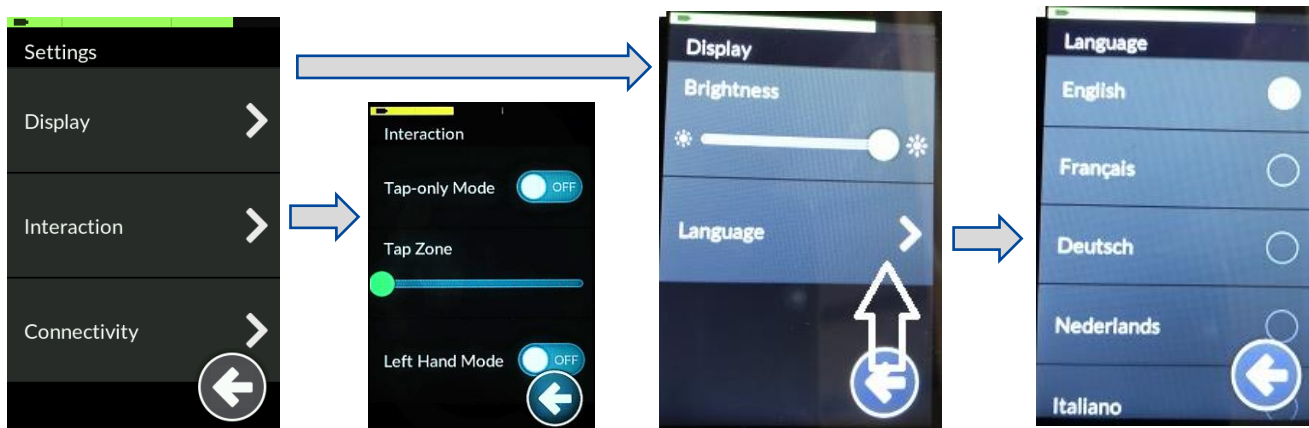 Settings
Display
Interaction
Connectivity
Interaction
Tap-only Mode OFF
Tap Zone
Left Hand Mode OFF
Display
Brightness
Language
Language
English
Français
Deutsch
Nederlands
Italiano